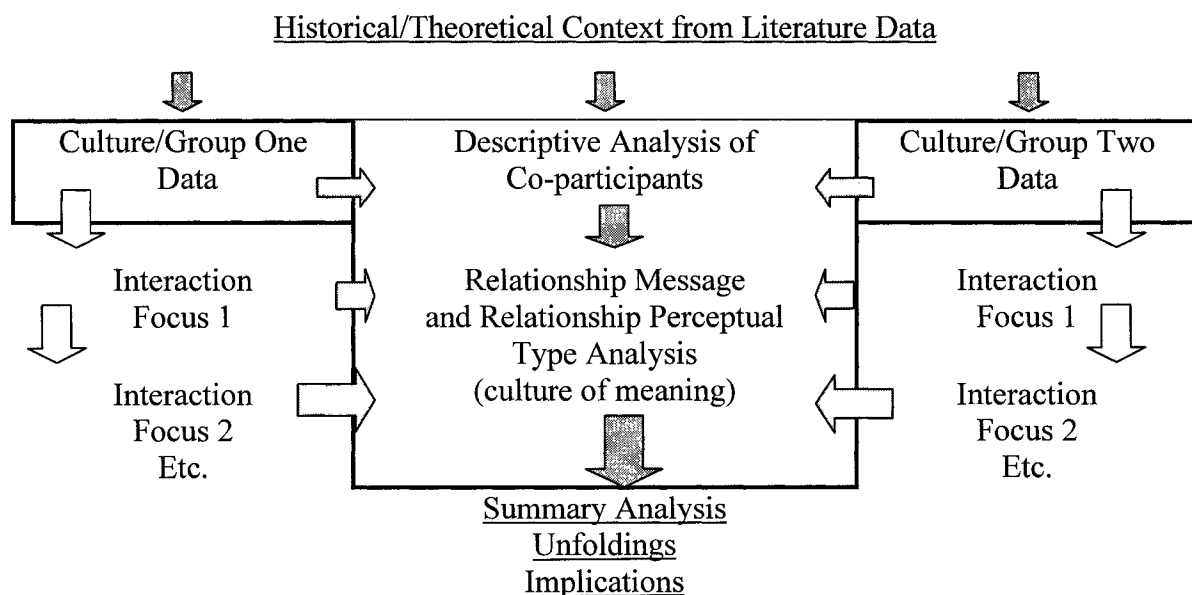 Historical/Theoretical Context from Literature Data
Culture/Group One
Data
Descriptive Analysis of
Co-participants
Culture/Group Two
Data
Interaction
Focus 1
Relationship Message
and Relationship Perceptual
Type Analysis
(culture of meaning)
Interaction
Focus 1
Interaction
Focus 2
Etc.
Interaction
Focus 2
Etc.
Summary Analysis
Unfoldings
Implications